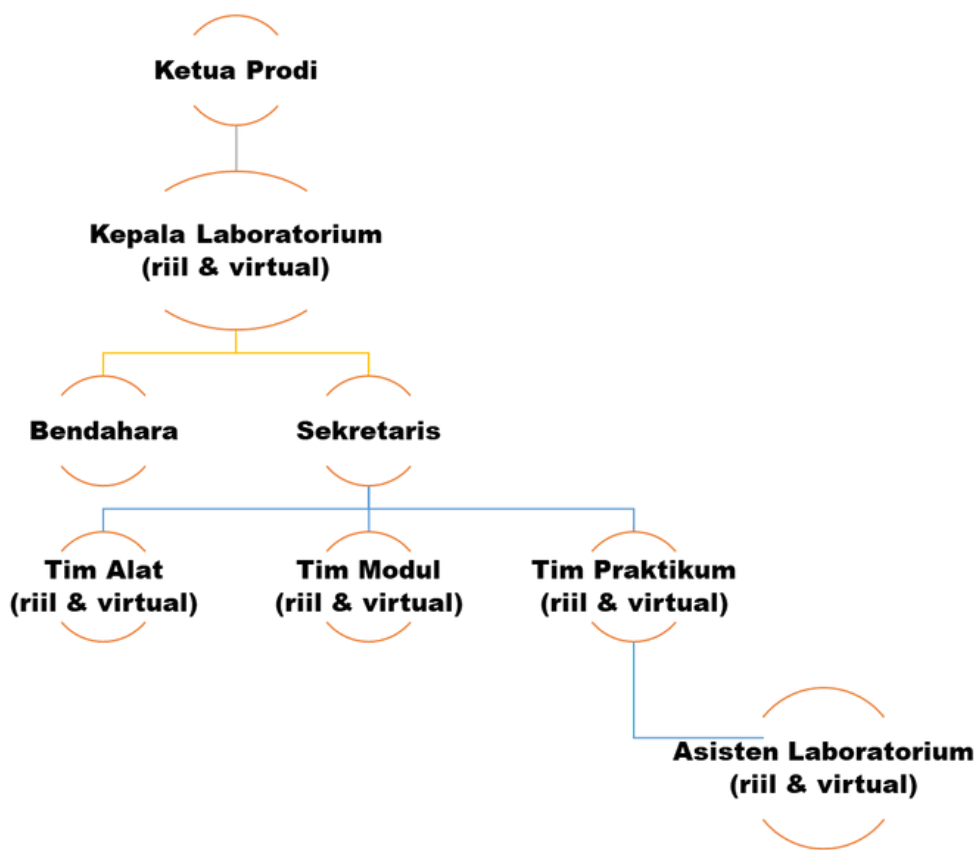 Ketua Prodi
Kepala Laboratorium
(riil & virtual)
Bendahara
Sekretaris
Tim Alat
(riil & virtual)
Tim Modul
(riil & virtual)
Tim Praktikum
(riil & virtual)
Asisten Laboratorium
(riil & virtual)